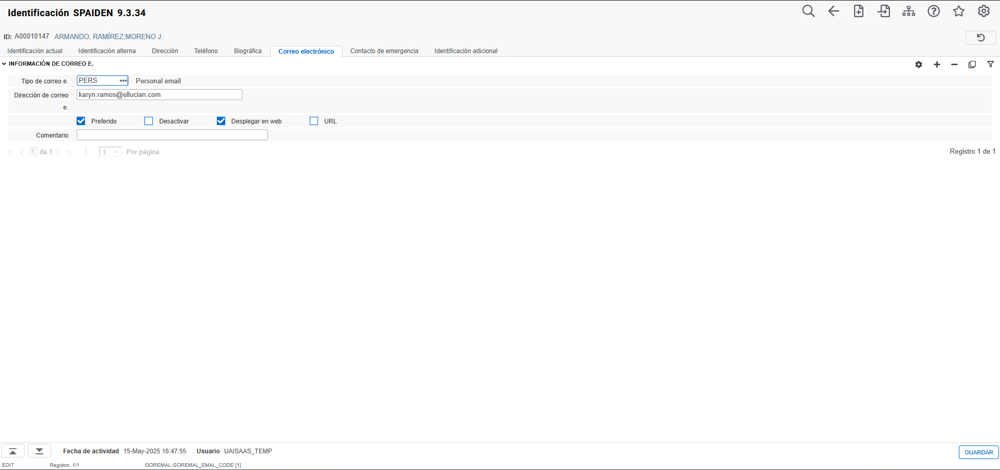 Identificación SPAIDEN 9.3.34
ID: A00010147 ARMANDO, RAMÍREZ;MORENO J.
Identificación actual Identificación alterna Dirección Teléfono Biográfica Correo electrónico Contacto de emergencia Identificación adicional
INFORMACIÓN DE CORREO E.
Tipo de correo e. PERS Personal email
Dirección de correo e. karyn.ramos@ellucian.com
Preferido Desactivar Desplegar en web URL
Comentario
1 de 1 1 Por página Registro 1 de 1
Fecha de actividad 15-May-2025 16:47:55 Usuario UAISAAS_TEMP GUARDAR
EDIT Registro: 1/1 GOREMAL.GOREMAL_EMAL_CODE [1]